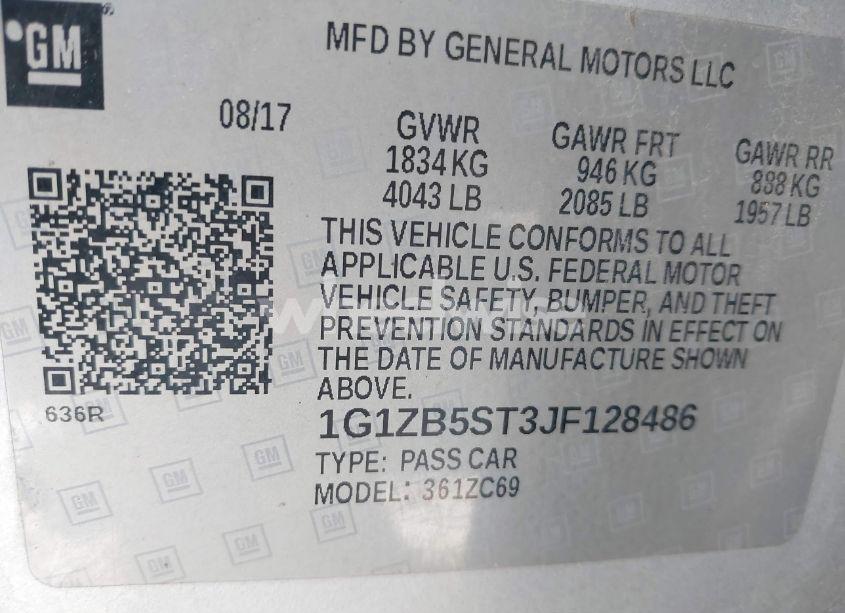 GM
MFD BY GENERAL MOTORS LLC
08/17
GVWR
1834 KG
4043 LB
GAWR FRT
946 KG
2085 LB
GAWR RR
888 KG
1957 LB
THIS VEHICLE CONFORMS TO ALL
APPLICABLE U.S. FEDERAL MOTOR
VEHICLE SAFETY, BUMPER, AND THEFT
PREVENTION STANDARDS IN EFFECT ON
THE DATE OF MANUFACTURE SHOWN
ABOVE.
636R
1G1ZB5ST3JF128486
TYPE: PASS CAR
MODEL: 361ZC69